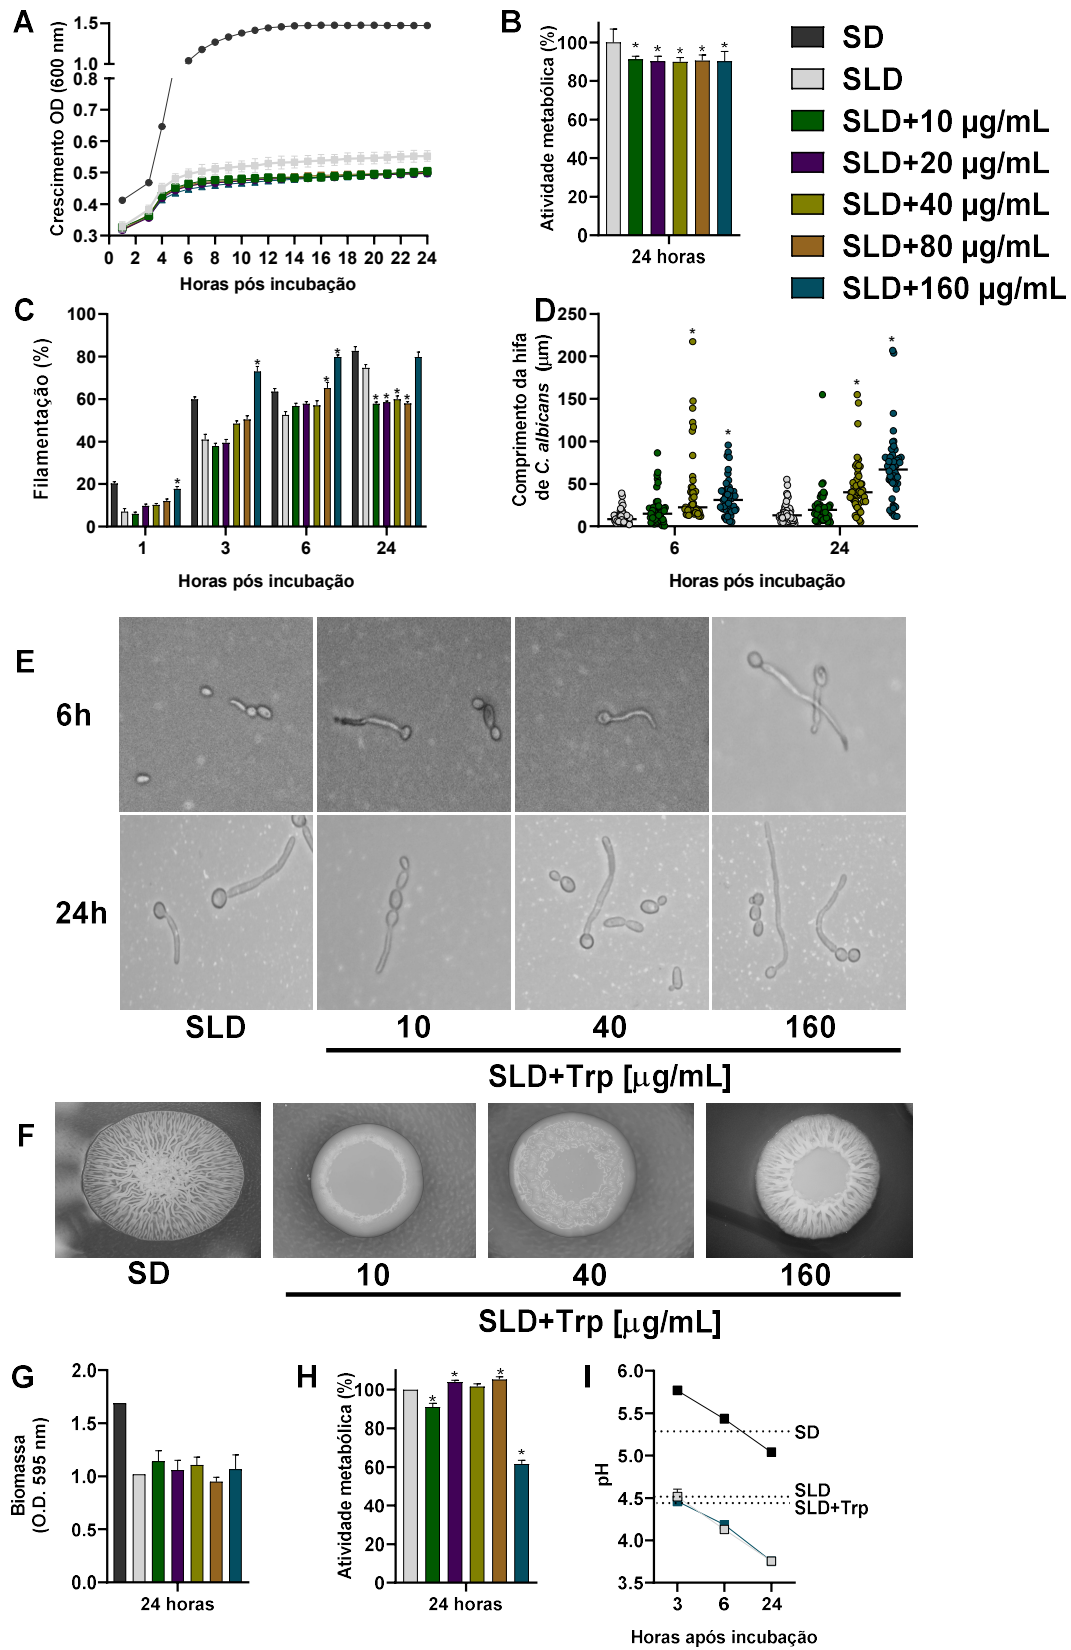 A
Crescimento OD (600 nm)
1.5
1.0
0.8
0.6
0.5
0.4
0.3
0 2 4 6 8 10 12 14 16 18 20 22 24
Horas pós incubação
B
Atividade metabólica (%)
100
80
60
40
20
0
* * * * *
24 horas
SD
SLD
SLD+10 µg/mL
SLD+20 µg/mL
SLD+40 µg/mL
SLD+80 µg/mL
SLD+160 µg/mL
C
Filamentação (%)
100
80
60
40
20
0
* * * * * * * *
1 3 6 24
Horas pós incubação
D
Comprimento da hifa
de C. albicans (µm)
250
200
150
100
50
0
* * * *
6 24
Horas pós incubação
E
6h
24h
SLD 10 40 160
SLD+Trp [µg/mL]
F
SD 10 40 160
SLD+Trp [µg/mL]
G
Biomassa
(O.D. 595 nm)
2.0
1.5
1.0
0.5
0.0
24 horas
H
Atividade metabólica (%)
100
80
60
40
20
0
* * * *
24 horas
I
pH
6.0
5.5
5.0
4.5
4.0
3.5
SD
SLD
SLD+Trp
3 6 24
Horas após incubação